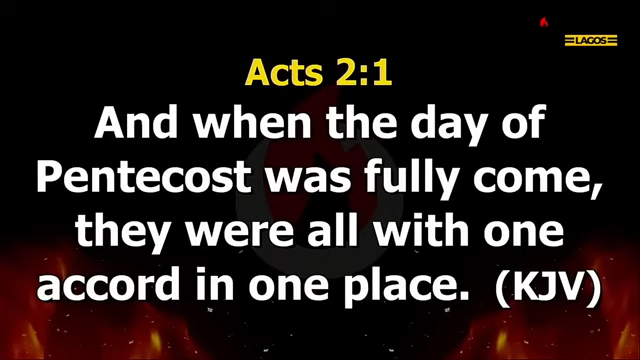 LAGOS
Acts 2:1
And when the day of
Pentecost was fully come,
they were all with one
accord in one place. (KJV)